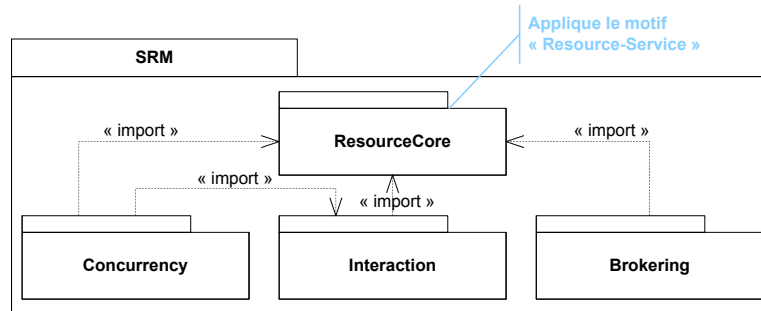 Applique le motif
« Resource-Service »
SRM
« import »
ResourceCore
« import »
« import »
« import »
Concurrency
Interaction
Brokering